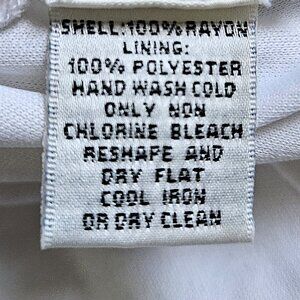 SHELL:100% RAYON
LINING:
100% POLYESTER
HAND WASH COLD
ONLY NON
CHLORINE BLEACH
RESHAPE AND
DRY FLAT
COOL IRON
OR DRY CLEAN